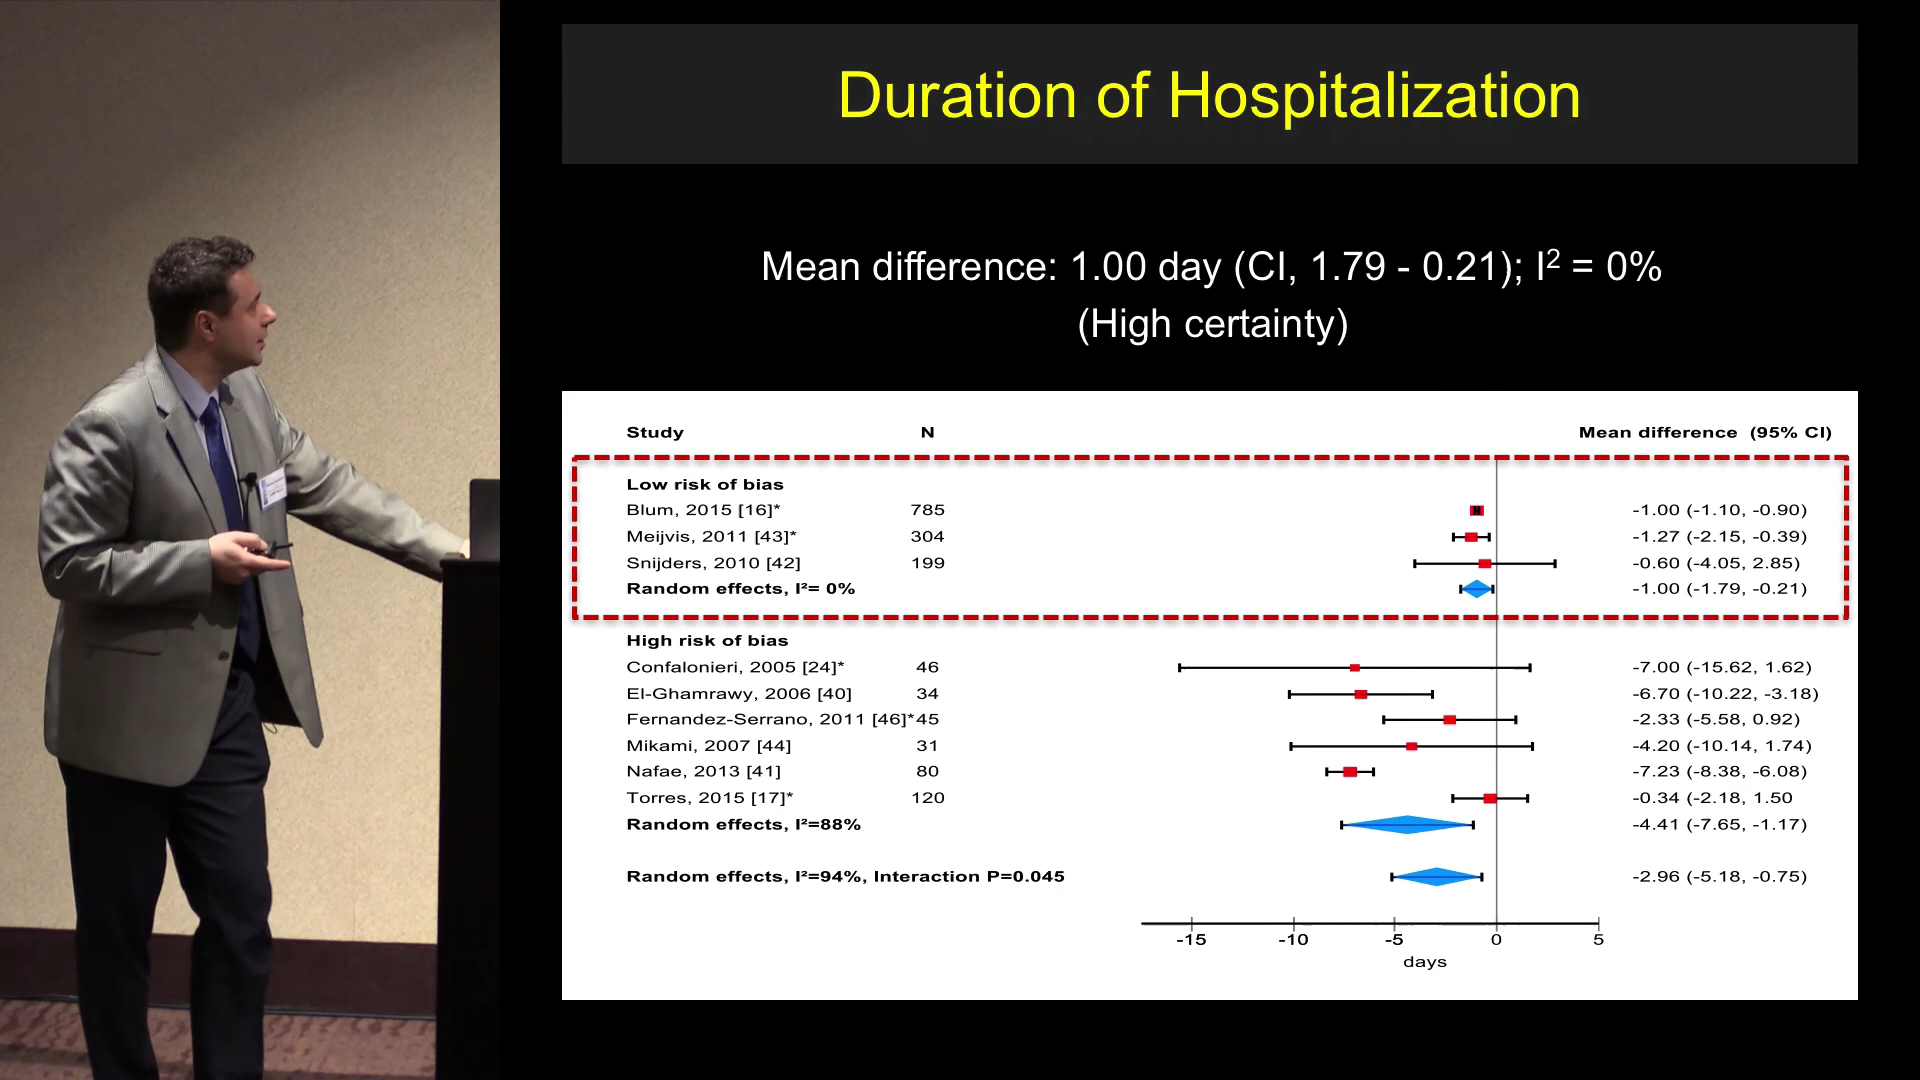 Duration of Hospitalization
Mean difference: 1.00 day (CI, 1.79 - 0.21); I² = 0%
(High certainty)
Study N Mean difference (95% CI)
Low risk of bias
Blum, 2015 [16]* 785 -1.00 (-1.10, -0.90)
Meijvis, 2011 [43]* 304 -1.27 (-2.15, -0.39)
Snijders, 2010 [42] 199 -0.60 (-4.05, 2.85)
Random effects, I²= 0% -1.00 (-1.79, -0.21)
High risk of bias
Confalonieri, 2005 [24]* 46 -7.00 (-15.62, 1.62)
El-Ghamrawy, 2006 [40] 34 -6.70 (-10.22, -3.18)
Fernandez-Serrano, 2011 [46]*45 -2.33 (-5.58, 0.92)
Mikami, 2007 [44] 31 -4.20 (-10.14, 1.74)
Nafae, 2013 [41] 80 -7.23 (-8.38, -6.08)
Torres, 2015 [17]* 120 -0.34 (-2.18, 1.50
Random effects, I²=88% -4.41 (-7.65, -1.17)
Random effects, I²=94%, Interaction P=0.045 -2.96 (-5.18, -0.75)
-15 -10 -5 0 5
days